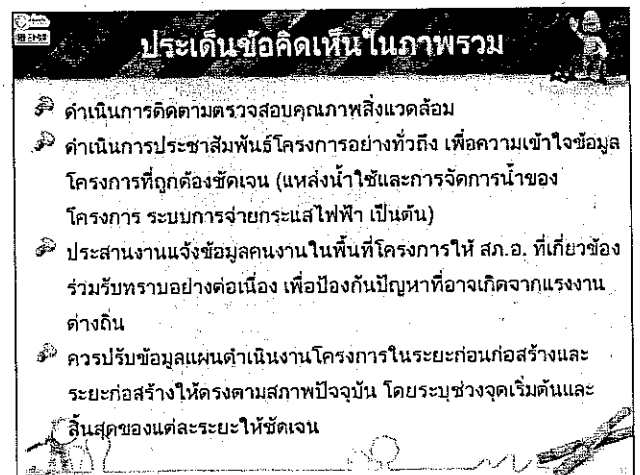 ประเด็นข้อคิดเห็นในภาพรวม
ดำเนินการติดตามตรวจสอบคุณภาพสิ่งแวดล้อม
ดำเนินการประชาสัมพันธ์โครงการอย่างทั่วถึง เพื่อความเข้าใจข้อมูล
โครงการที่ถูกต้องชัดเจน (แหล่งน้ำใช้และการจัดการน้ำของ
โครงการ ระบบการจ่ายกระแสไฟฟ้า เป็นต้น)
ประสานงานแจ้งข้อมูลคนงานในพื้นที่โครงการให้ สภ.อ. ที่เกี่ยวข้อง
ร่วมรับทราบอย่างต่อเนื่อง เพื่อป้องกันปัญหาที่อาจเกิดจากแรงงาน
ต่างถิ่น
ควรปรับข้อมูลแผนดำเนินงานโครงการในระยะก่อนก่อสร้างและ
ระยะก่อสร้างให้ตรงตามสภาพปัจจุบัน โดยระบุช่วงจุดเริ่มต้นและ
สิ้นสุดของแต่ละระยะให้ชัดเจน